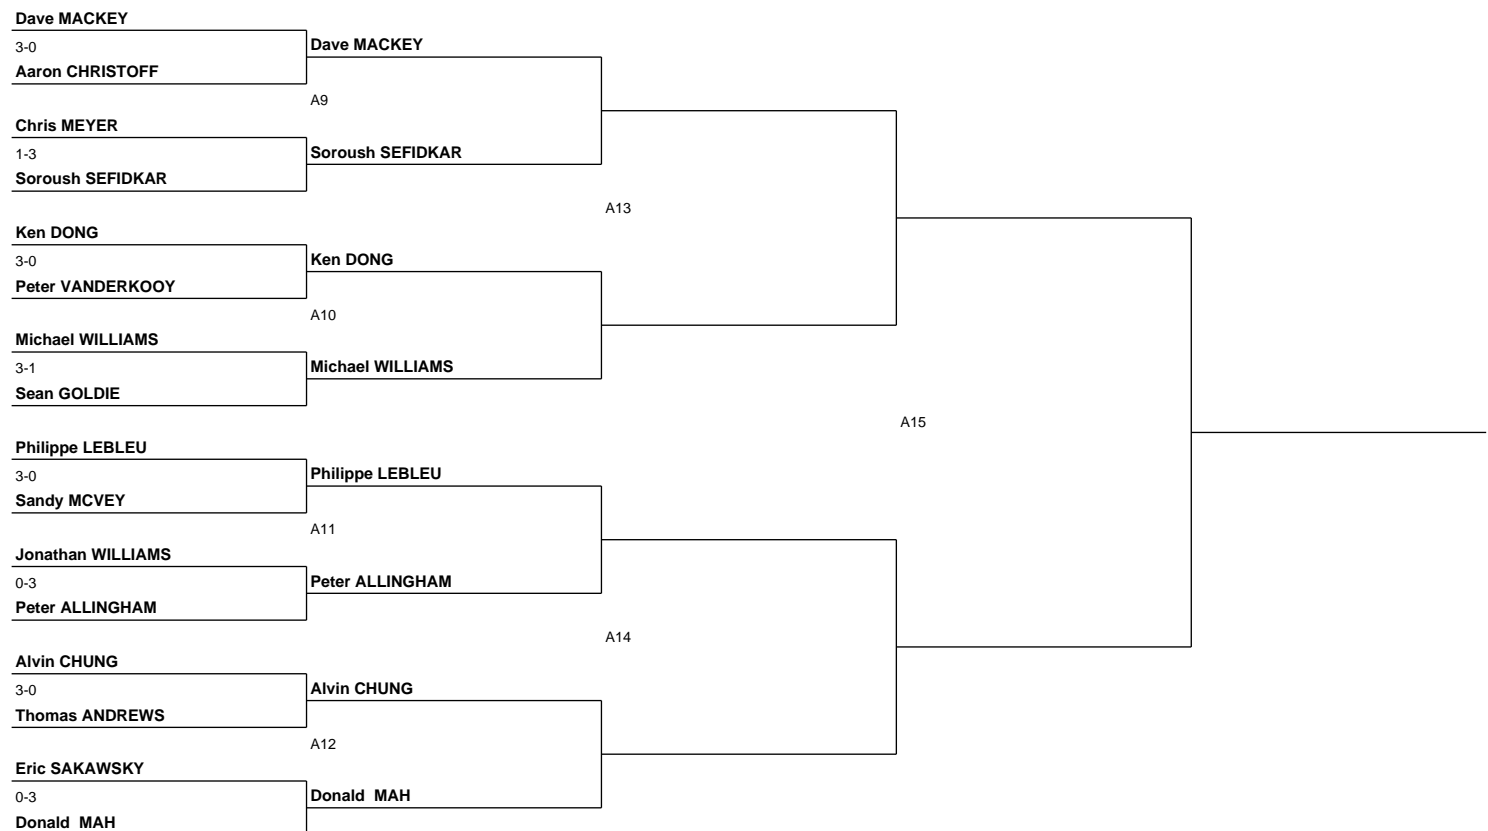 Dave MACKEY
3-0
Dave MACKEY
Aaron CHRISTOFF
A9
Chris MEYER
1-3
Soroush SEFIDKAR
Soroush SEFIDKAR
A13
Ken DONG
3-0
Ken DONG
Peter VANDERKOOY
A10
Michael WILLIAMS
3-1
Michael WILLIAMS
Sean GOLDIE
A15
Philippe LEBLEU
3-0
Philippe LEBLEU
Sandy MCVEY
A11
Jonathan WILLIAMS
0-3
Peter ALLINGHAM
Peter ALLINGHAM
A14
Alvin CHUNG
3-0
Alvin CHUNG
Thomas ANDREWS
A12
Eric SAKAWSKY
0-3
Donald  MAH
Donald  MAH